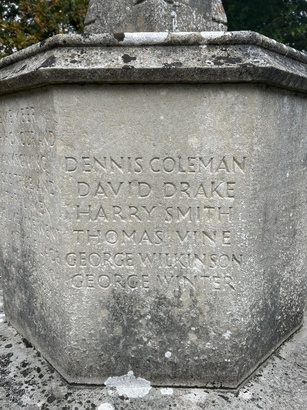 DENNIS COLEMAN
DAVID DRAKE
HARRY SMITH
THOMAS VINE
GEORGE WILKINSON
GEORGE WINTER